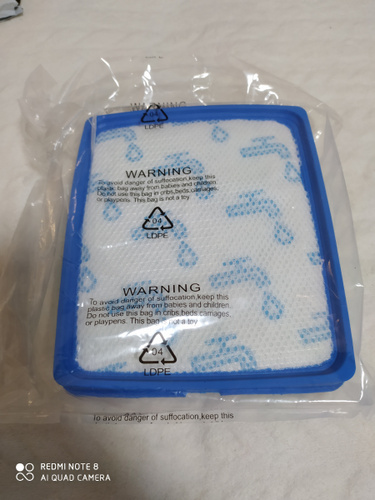 WARNING
04
LDPE
WARNING
To avoid danger of suffocation,keep this
plastic bag away from babies and children
Do not use this bag in cribs,beds,carnages
or playpens. This bag is not a toy
04
LDPE
WARNING
To avoid danger of suffocation,keep this
plastic bag away from babies and children.
Do not use this bag in cribs,beds,carnages,
or playpens. This bag is not a toy
04
LDPE
To avoid danger of suffocation,keep this
REDMI NOTE 8
AI QUAD CAMERA